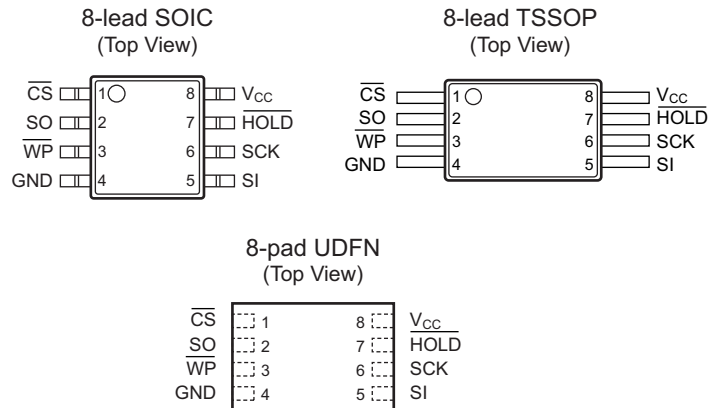 8-lead SOIC
(Top View)
CS 1 8 VCC
SO 2 7 HOLD
WP 3 6 SCK
GND 4 5 SI
8-lead TSSOP
(Top View)
CS 1 8 VCC
SO 2 7 HOLD
WP 3 6 SCK
GND 4 5 SI
8-pad UDFN
(Top View)
CS 1 8 VCC
SO 2 7 HOLD
WP 3 6 SCK
GND 4 5 SI